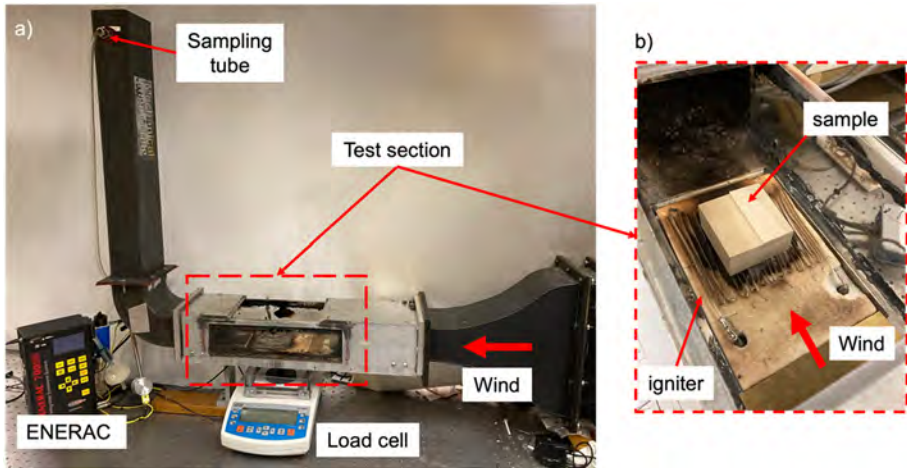 a)
Sampling
tube
Test section
Wind
ENERAC
Load cell
b)
sample
Wind
igniter